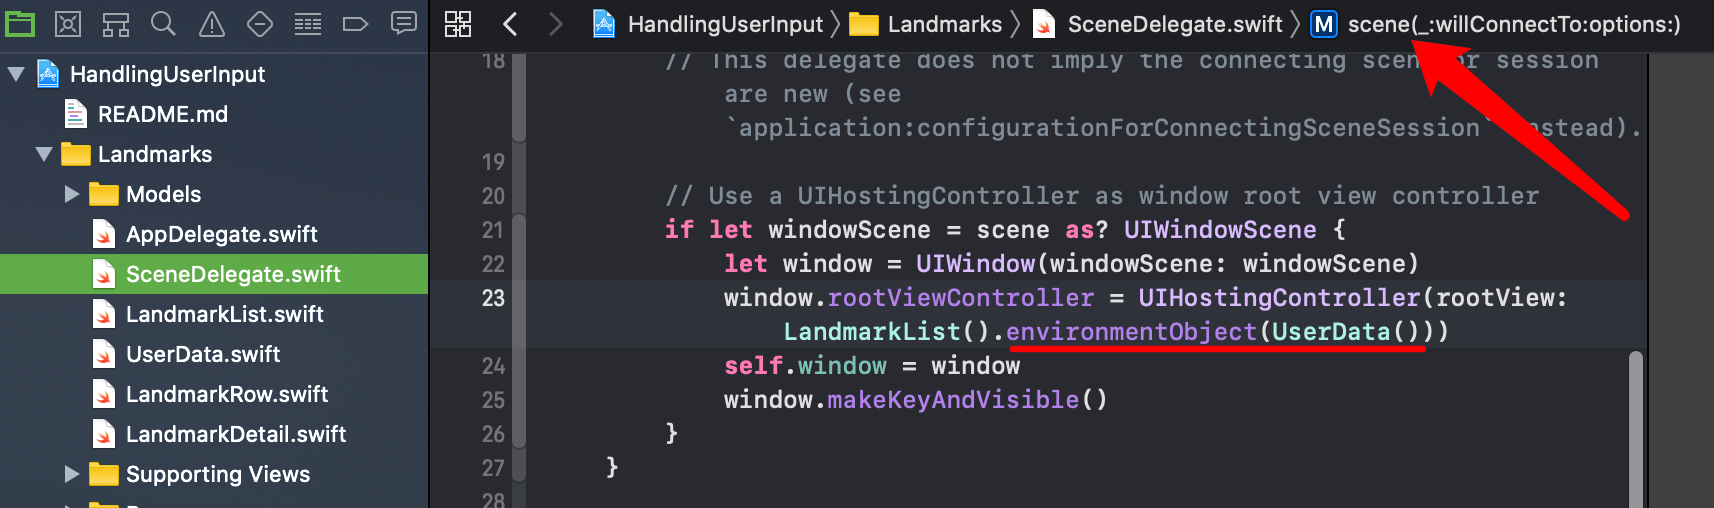 HandlingUserInput
README.md
Landmarks
Models
AppDelegate.swift
SceneDelegate.swift
LandmarkList.swift
UserData.swift
LandmarkRow.swift
LandmarkDetail.swift
Supporting Views
HandlingUserInput 〉 Landmarks 〉 SceneDelegate.swift 〉 M scene(_:willConnectTo:options:)
18 // This delegate does not imply the connecting scene or session
are new (see
`application:configurationForConnectingSceneSession` instead).
19
20 // Use a UIHostingController as window root view controller
21 if let windowScene = scene as? UIWindowScene {
22 let window = UIWindow(windowScene: windowScene)
23 window.rootViewController = UIHostingController(rootView:
LandmarkList().environmentObject(UserData()))
24 self.window = window
25 window.makeKeyAndVisible()
26 }
27 }
28